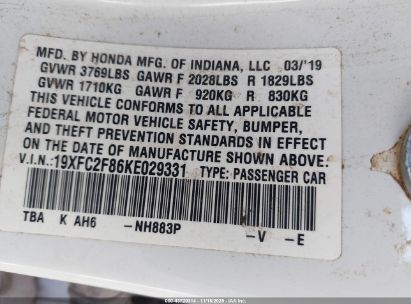 MFD. BY HONDA MFG. OF INDIANA, LLC 03/'19
GVWR 3769LBS GAWR F 2028LBS R 1829LBS
GVWR 1710KG GAWR F 920KG R 830KG
THIS VEHICLE CONFORMS TO ALL APPLICABLE
FEDERAL MOTOR VEHICLE SAFETY, BUMPER,
AND THEFT PREVENTION STANDARDS IN EFFECT
ON THE DATE OF MANUFACTURE SHOWN ABOVE.
V.I.N.: 19XFC2F86KE029331 TYPE: PASSENGER CAR
TBA K AH6 -NH883P -V -E